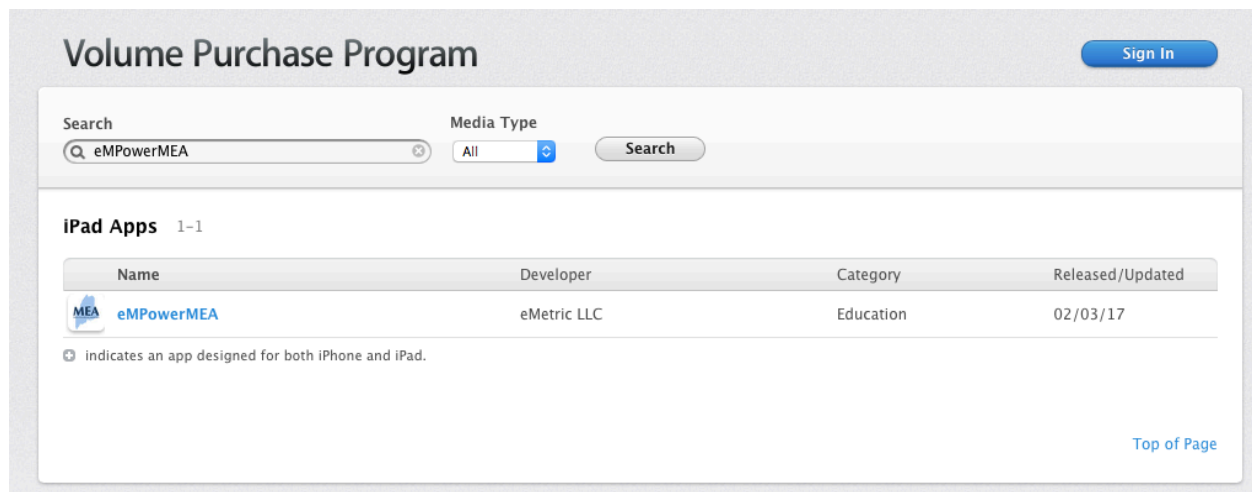 Volume Purchase Program
Sign In
Search
Media Type
eMPowerMEA
All
Search
iPad Apps 1-1
Name Developer Category Released/Updated
MEA eMPowerMEA eMetric LLC Education 02/03/17
indicates an app designed for both iPhone and iPad.
Top of Page